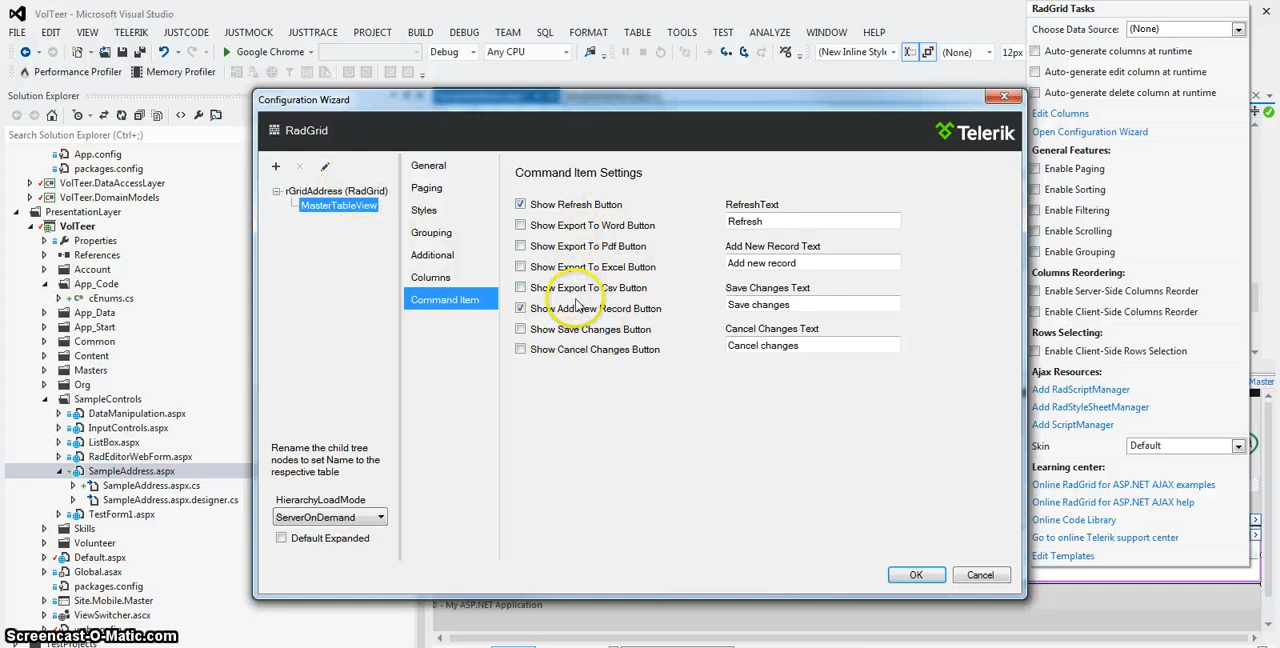 VolTeer - Microsoft Visual Studio
FILE EDIT VIEW TELERIK JUSTCODE JUSTMOCK JUSTTRACE PROJECT BUILD DEBUG TEAM SQL FORMAT TABLE TOOLS TEST ANALYZE WINDOW HELP
Google Chrome Debug Any CPU (New Inline Style (None) 12px
Performance Profiler Memory Profiler
Solution Explorer
Search Solution Explorer (Ctrl+;)
App.config
packages.config
VolTeer.DataAccessLayer
VolTeer.DomainModels
PresentationLayer
VolTeer
Properties
References
Account
App_Code
cEnums.cs
App_Data
App_Start
Common
Content
Masters
Org
SampleControls
DataManipulation.aspx
InputControls.aspx
ListBox.aspx
RadEditorWebForm.aspx
SampleAddress.aspx
SampleAddress.aspx.cs
SampleAddress.aspx.designer.cs
TestForm1.aspx
Skills
Volunteer
Default.aspx
Global.asax
packages.config
Site.Mobile.Master
ViewSwitcher.ascx
Screencast-O-Matic.com
Configuration Wizard
RadGrid
Telerik
rGridAddress (RadGrid)
MasterTableView
Rename the child tree
nodes to set Name to the
respective table
HierarchyLoadMode
ServerOnDemand
Default Expanded
General
Paging
Styles
Grouping
Additional
Columns
Command Item
Command Item Settings
Show Refresh Button
Show Export To Word Button
Show Export To Pdf Button
Show Export To Excel Button
Show Export To Csv Button
Show Add New Record Button
Show Save Changes Button
Show Cancel Changes Button
RefreshText
Refresh
Add New Record Text
Add new record
Save Changes Text
Save changes
Cancel Changes Text
Cancel changes
OK Cancel
- My ASP.NET Application
RadGrid Tasks
Choose Data Source: (None)
Auto-generate columns at runtime
Auto-generate edit column at runtime
Auto-generate delete column at runtime
Edit Columns
Open Configuration Wizard
General Features:
Enable Paging
Enable Sorting
Enable Filtering
Enable Scrolling
Enable Grouping
Columns Reordering:
Enable Server-Side Columns Reorder
Enable Client-Side Columns Reorder
Rows Selecting:
Enable Client-Side Rows Selection
Ajax Resources:
Add RadScriptManager
Add RadStyleSheetManager
Add ScriptManager
Skin Default
Learning center:
Online RadGrid for ASP.NET AJAX examples
Online RadGrid for ASP.NET AJAX help
Online Code Library
Go to online Telerik support center
Edit Templates
Master